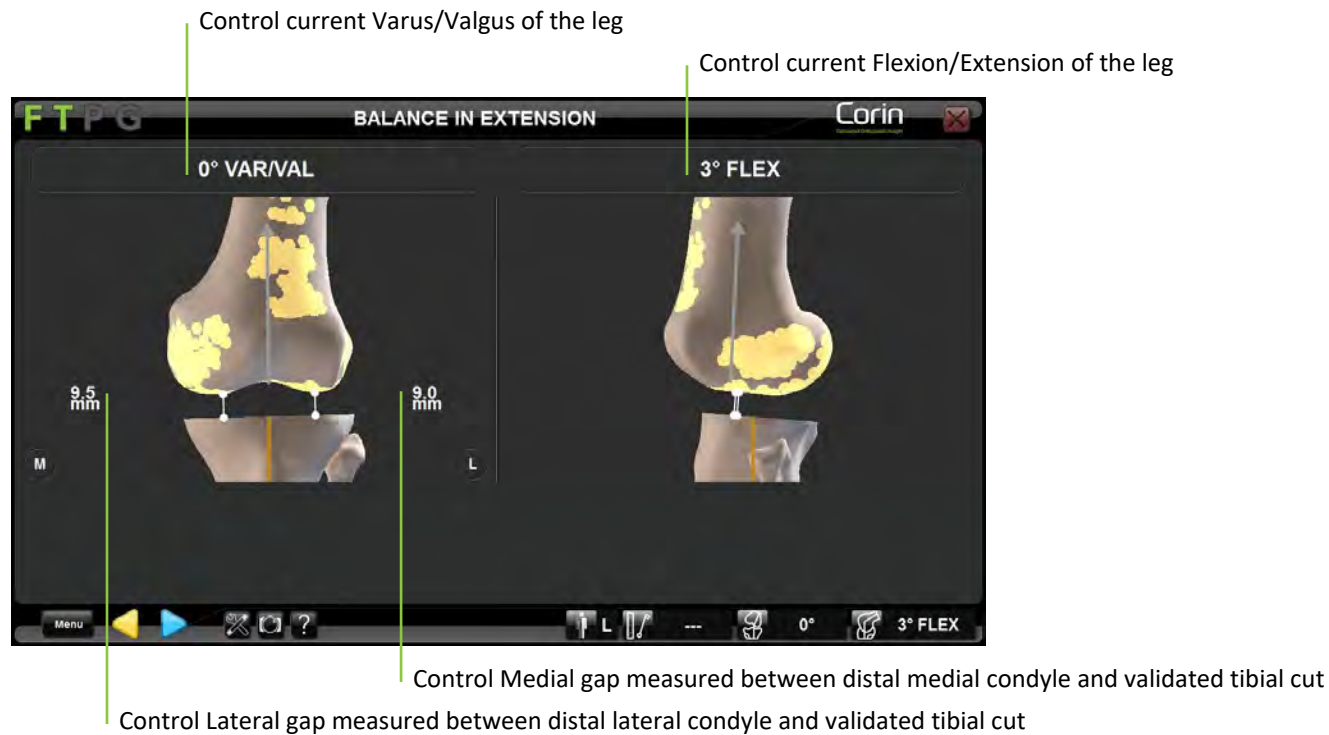 Control current Varus/Valgus of the leg
Control current Flexion/Extension of the leg
F T P G
BALANCE IN EXTENSION
Corin
0° VAR/VAL
3° FLEX
9.5
mm
9.0
mm
M
L
Menu
?
L
---
0°
3° FLEX
Control Medial gap measured between distal medial condyle and validated tibial cut
Control Lateral gap measured between distal lateral condyle and validated tibial cut